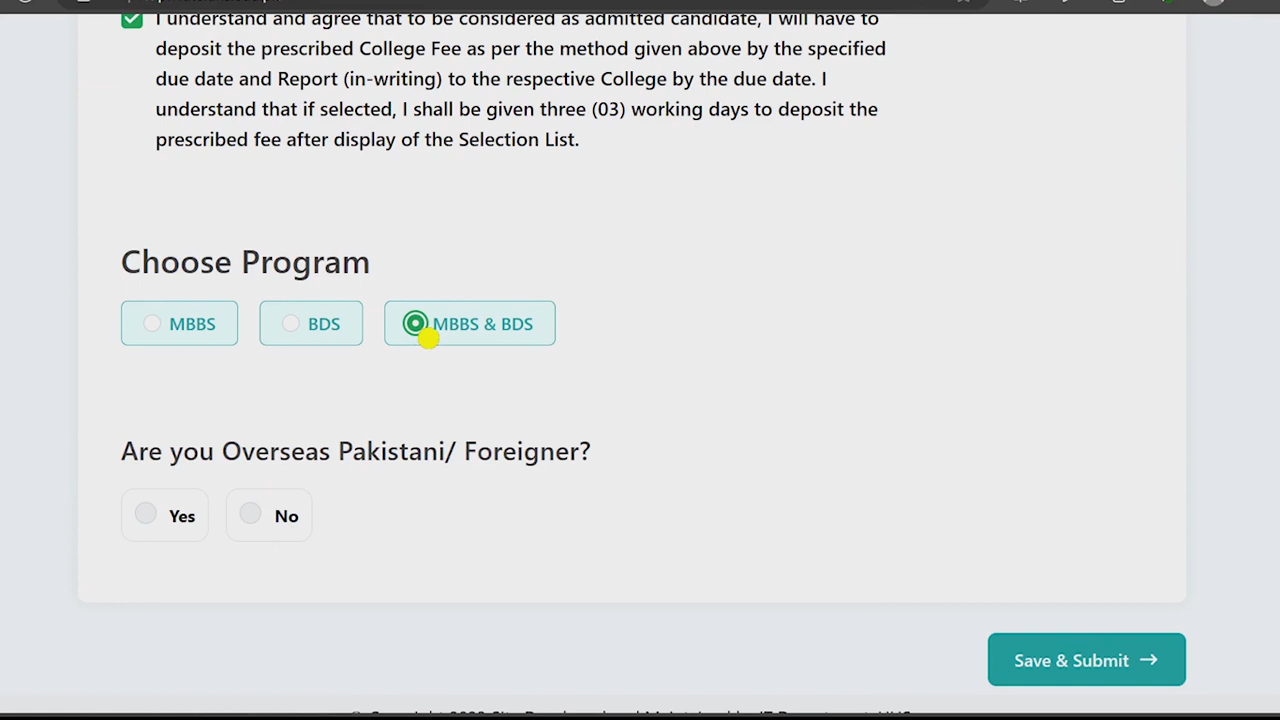 I understand and agree that to be considered as admitted candidate, I will have to
deposit the prescribed College Fee as per the method given above by the specified
due date and Report (in-writing) to the respective College by the due date. I
understand that if selected, I shall be given three (03) working days to deposit the
prescribed fee after display of the Selection List.
Choose Program
MBBS
BDS
MBBS & BDS
Are you Overseas Pakistani/ Foreigner?
Yes
No
Save & Submit →